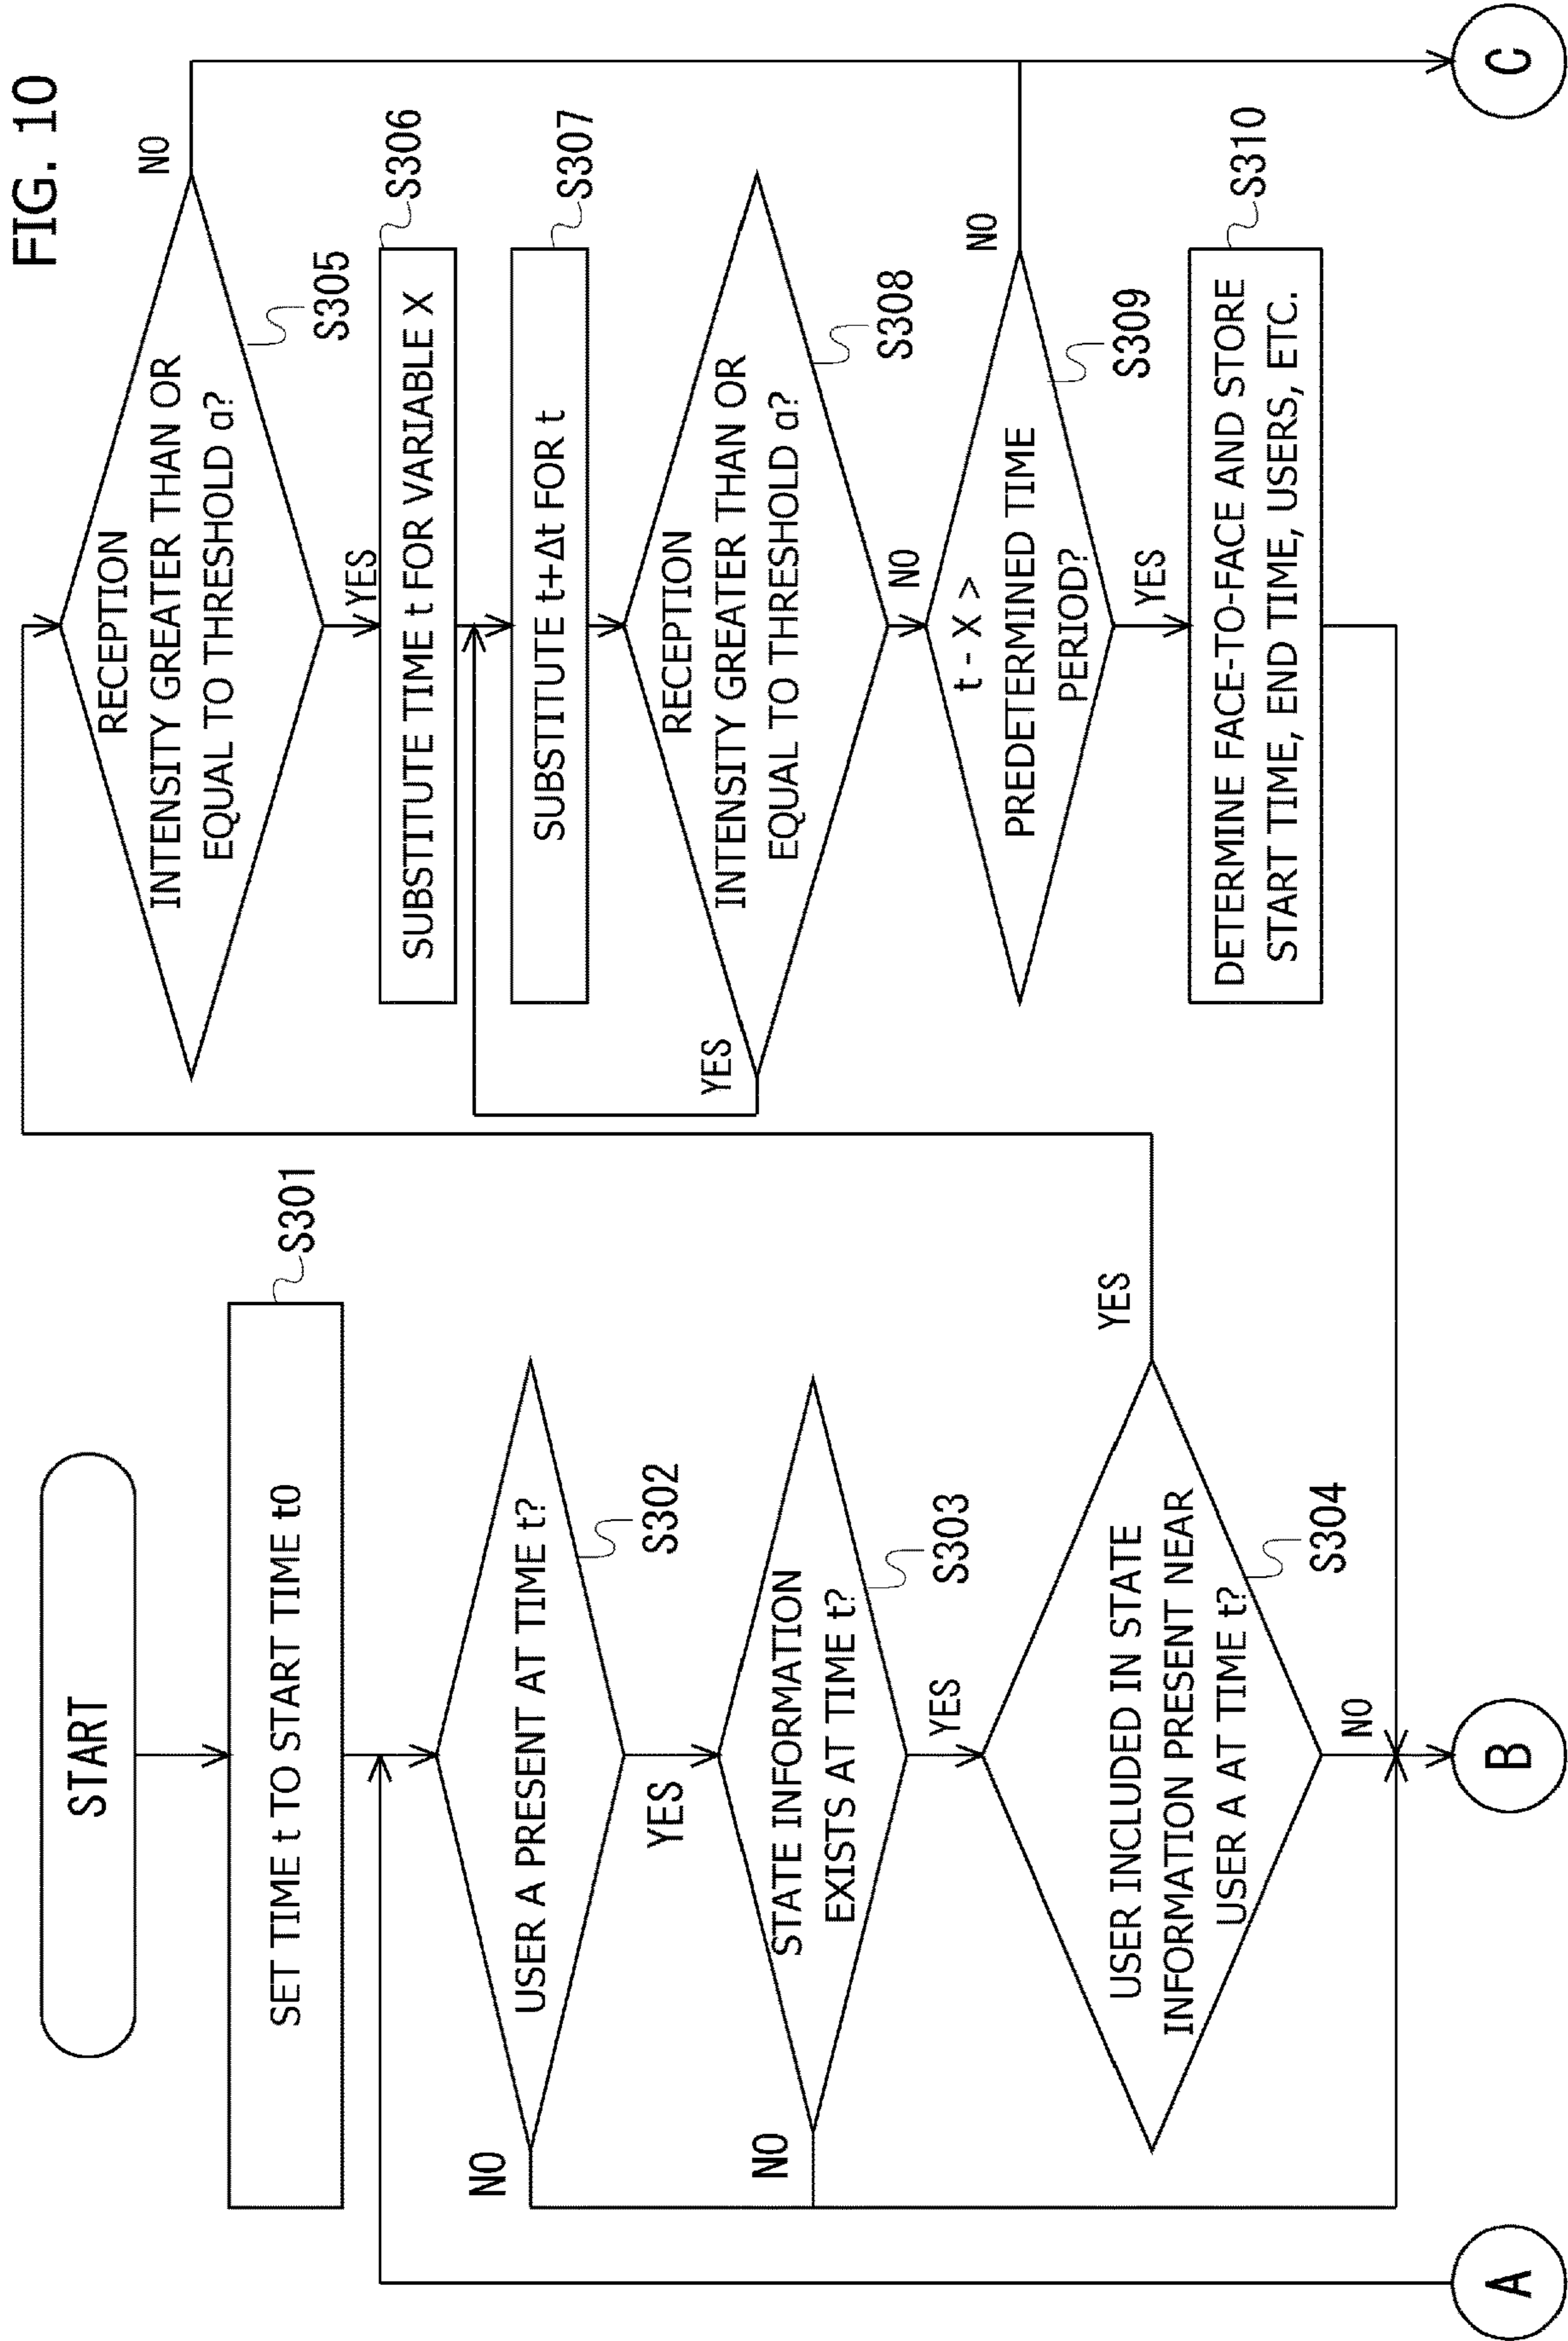 FIG. 10
START
SET TIME t TO START TIME t0
S301
USER A PRESENT AT TIME t?
S302
NO
YES
STATE INFORMATION
EXISTS AT TIME t?
S303
NO
YES
USER INCLUDED IN STATE
INFORMATION PRESENT NEAR
USER A AT TIME t?
S304
YES
NO
A
B
RECEPTION
INTENSITY GREATER THAN OR
EQUAL TO THRESHOLD a?
S305
NO
YES
SUBSTITUTE TIME t FOR VARIABLE X
S306
SUBSTITUTE t+Δt FOR t
S307
RECEPTION
INTENSITY GREATER THAN OR
EQUAL TO THRESHOLD a?
S308
YES
NO
t - X >
PREDETERMINED TIME
PERIOD?
S309
NO
YES
DETERMINE FACE-TO-FACE AND STORE
START TIME, END TIME, USERS, ETC.
S310
C